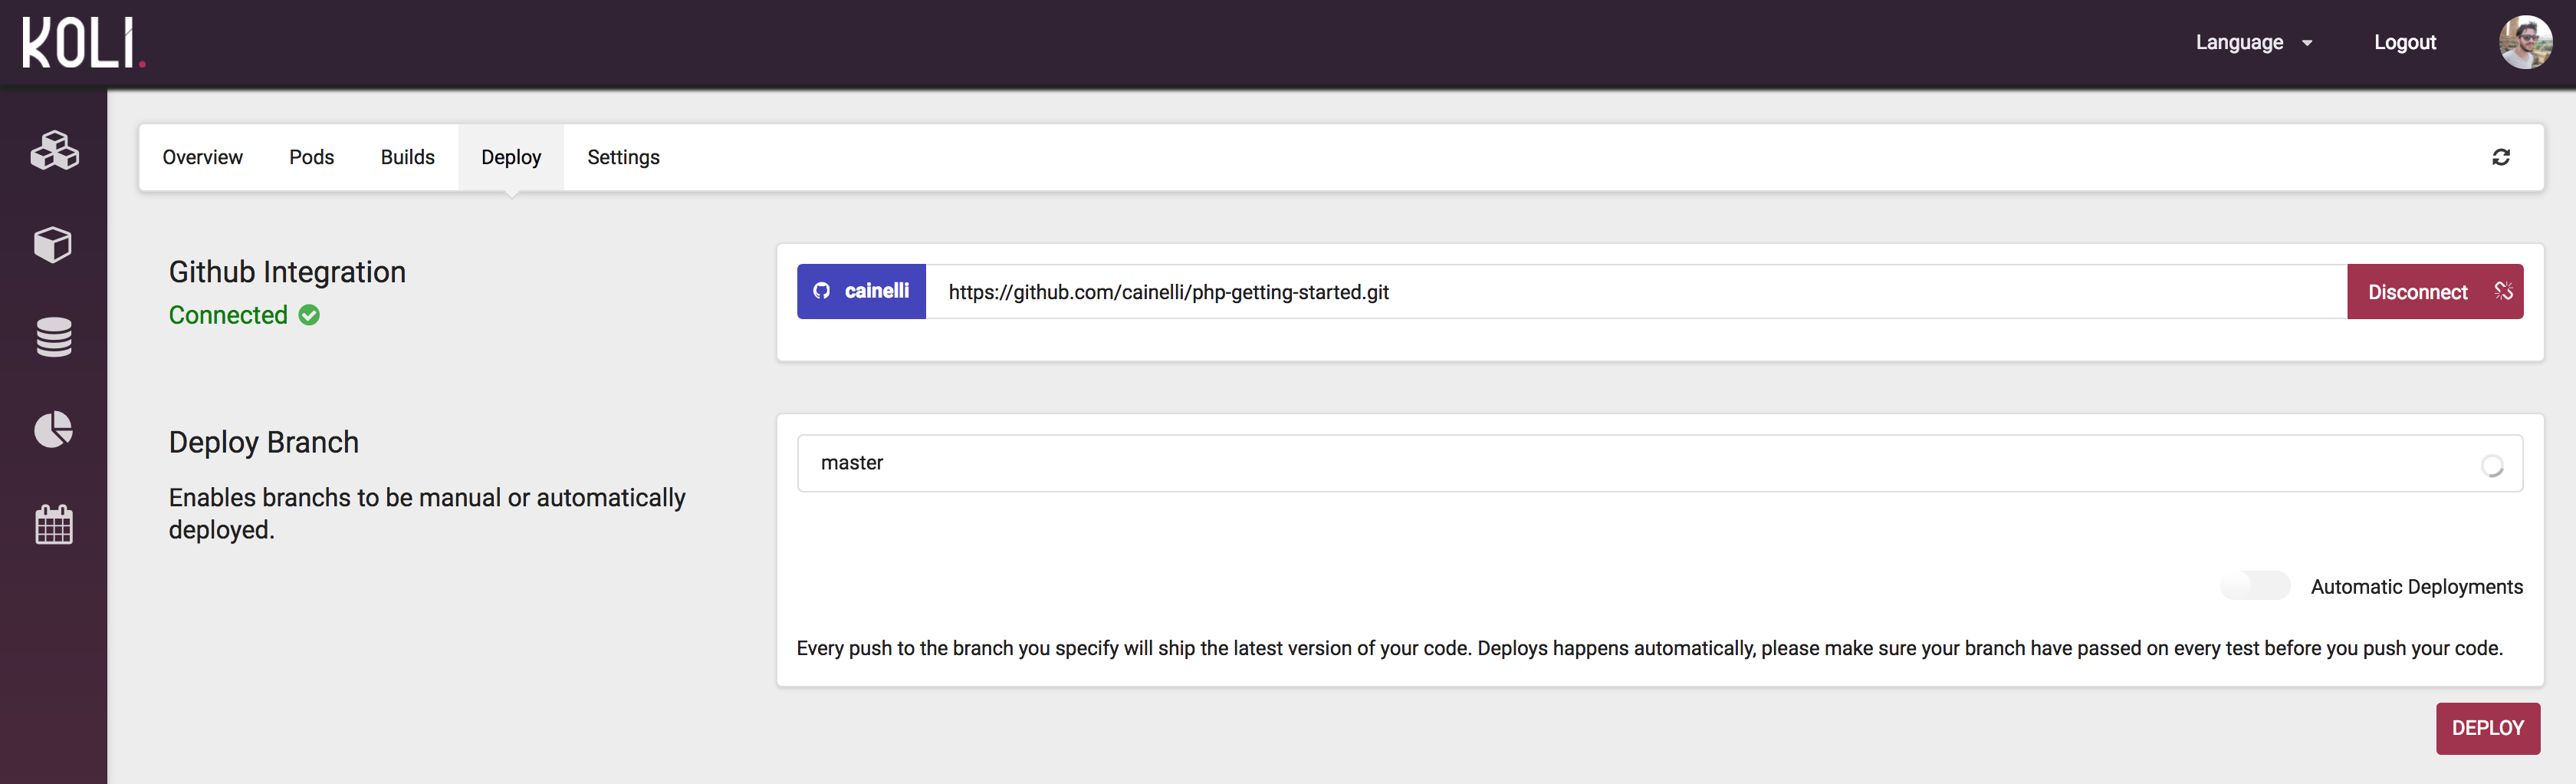 KOLI.
Language
Logout
Overview
Pods
Builds
Deploy
Settings
Github Integration
Connected
cainelli
https://github.com/cainelli/php-getting-started.git
Disconnect
Deploy Branch
Enables branchs to be manual or automatically
deployed.
master
Automatic Deployments
Every push to the branch you specify will ship the latest version of your code. Deploys happens automatically, please make sure your branch have passed on every test before you push your code.
DEPLOY